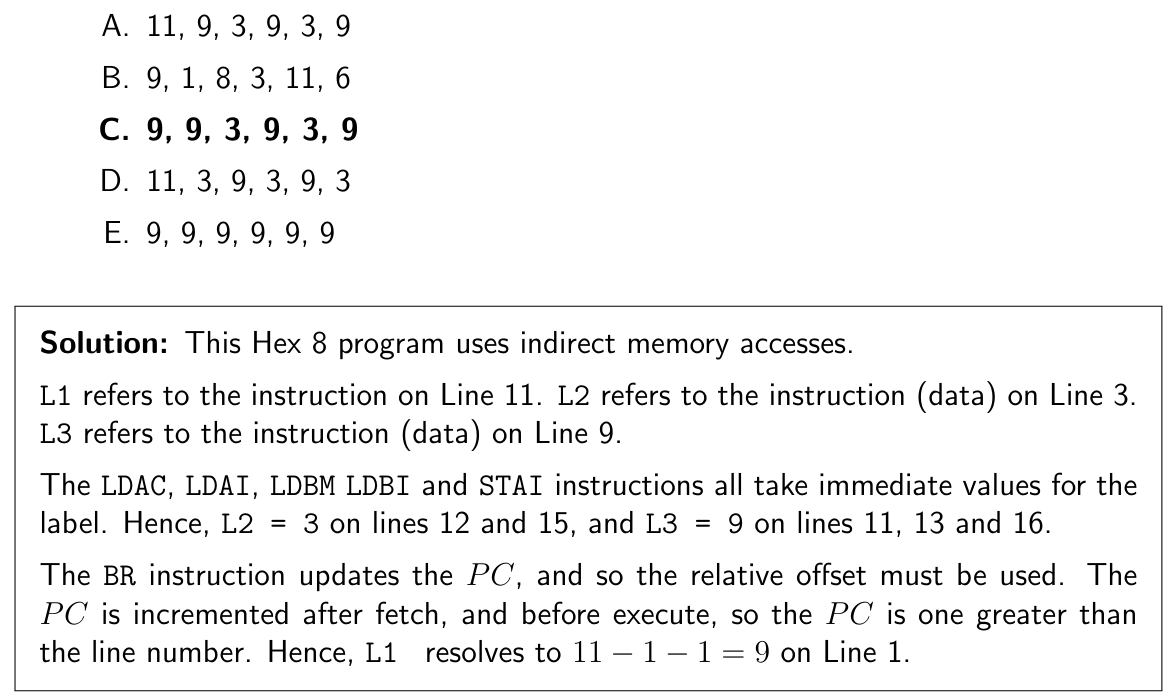 A. 11, 9, 3, 9, 3, 9
B. 9, 1, 8, 3, 11, 6
C. 9, 9, 3, 9, 3, 9
D. 11, 3, 9, 3, 9, 3
E. 9, 9, 9, 9, 9, 9
Solution: This Hex 8 program uses indirect memory accesses.
L1 refers to the instruction on Line 11. L2 refers to the instruction (data) on Line 3.
L3 refers to the instruction (data) on Line 9.
The LDAC, LDAI, LDBM LDBI and STAI instructions all take immediate values for the
label. Hence, L2 = 3 on lines 12 and 15, and L3 = 9 on lines 11, 13 and 16.
The BR instruction updates the PC, and so the relative offset must be used. The
PC is incremented after fetch, and before execute, so the PC is one greater than
the line number. Hence, L1 resolves to 11 − 1 − 1 = 9 on Line 1.